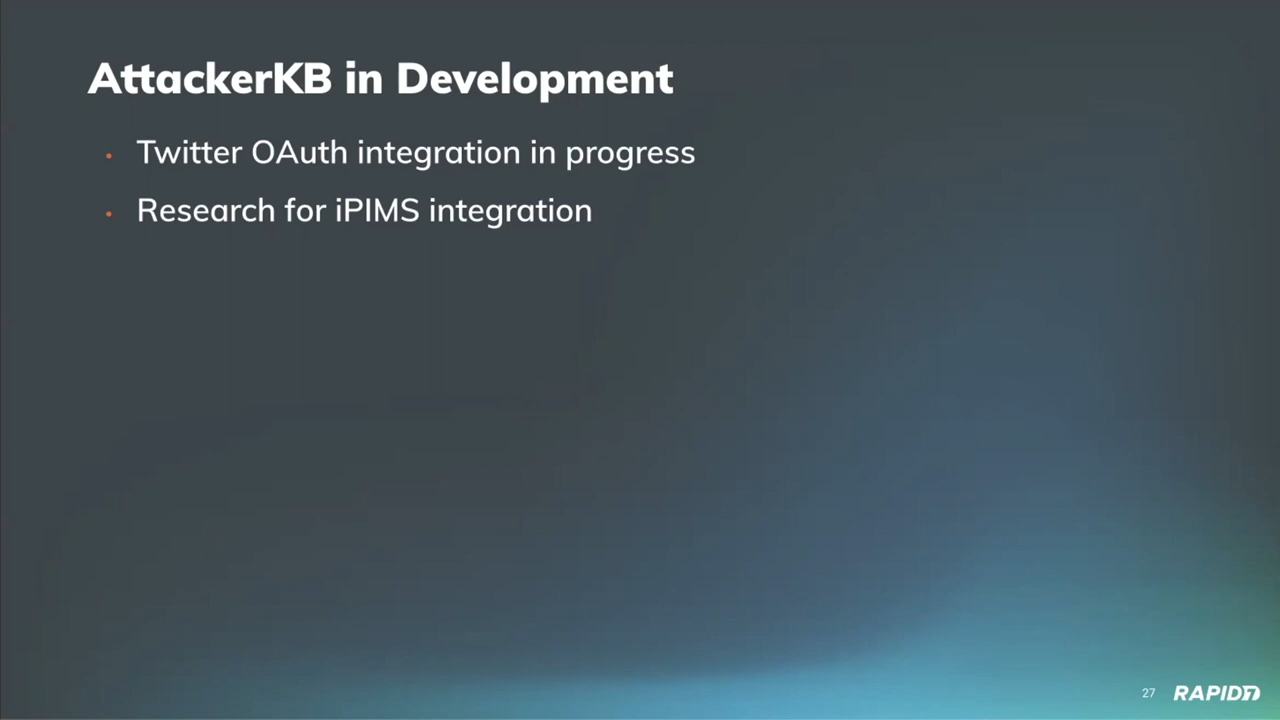 AttackerKB in Development
• Twitter OAuth integration in progress
• Research for iPIMS integration
27 RAPID7